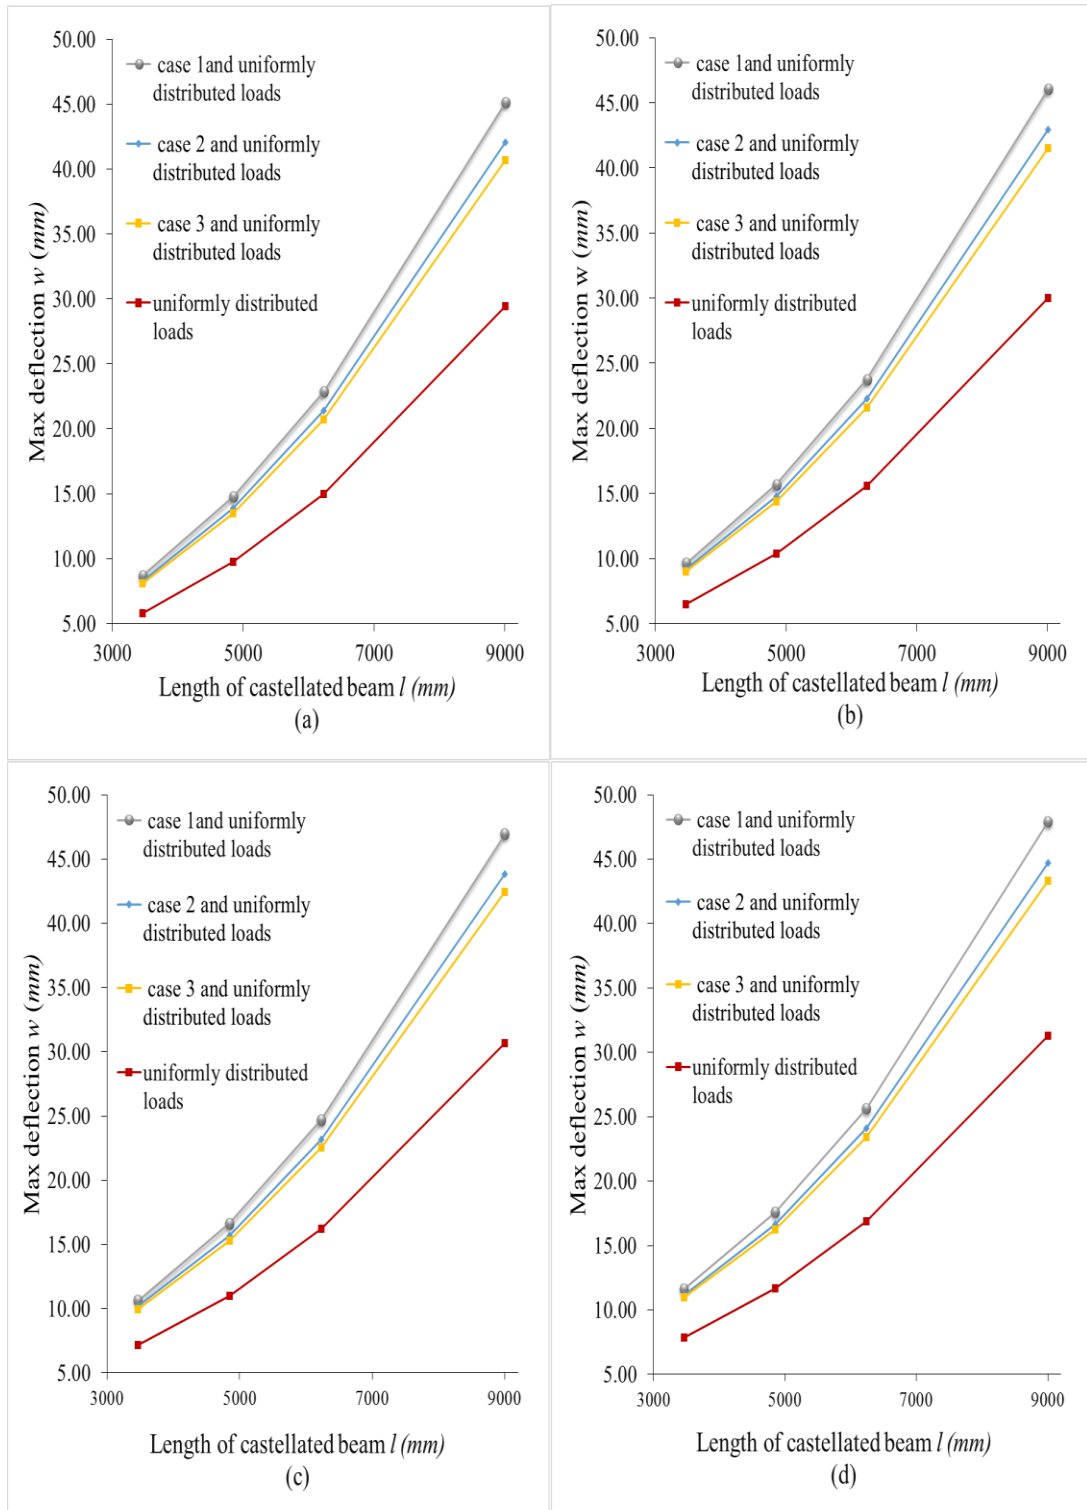 50.00
45.00
40.00
35.00
30.00
25.00
20.00
15.00
10.00
5.00
Max deflection w (mm)
case 1and uniformly
distributed loads
case 2 and uniformly
distributed loads
case 3 and uniformly
distributed loads
uniformly distributed
loads
3000 5000 7000 9000
Length of castellated beam l (mm)
(a)
50.00
45.00
40.00
35.00
30.00
25.00
20.00
15.00
10.00
5.00
Max deflection w (mm)
case 1and uniformly
distributed loads
case 2 and uniformly
distributed loads
case 3 and uniformly
distributed loads
uniformly distributed
loads
3000 5000 7000 9000
Length of castellated beam l (mm)
(b)
50.00
45.00
40.00
35.00
30.00
25.00
20.00
15.00
10.00
5.00
Max deflection w (mm)
case 1and uniformly
distributed loads
case 2 and uniformly
distributed loads
case 3 and uniformly
distributed loads
uniformly distributed
loads
3000 5000 7000 9000
Length of castellated beam l (mm)
(c)
50.00
45.00
40.00
35.00
30.00
25.00
20.00
15.00
10.00
5.00
Max deflection w (mm)
case 1and uniformly
distributed loads
case 2 and uniformly
distributed loads
case 3 and uniformly
distributed loads
uniformly distributed
loads
3000 5000 7000 9000
Length of castellated beam l (mm)
(d)